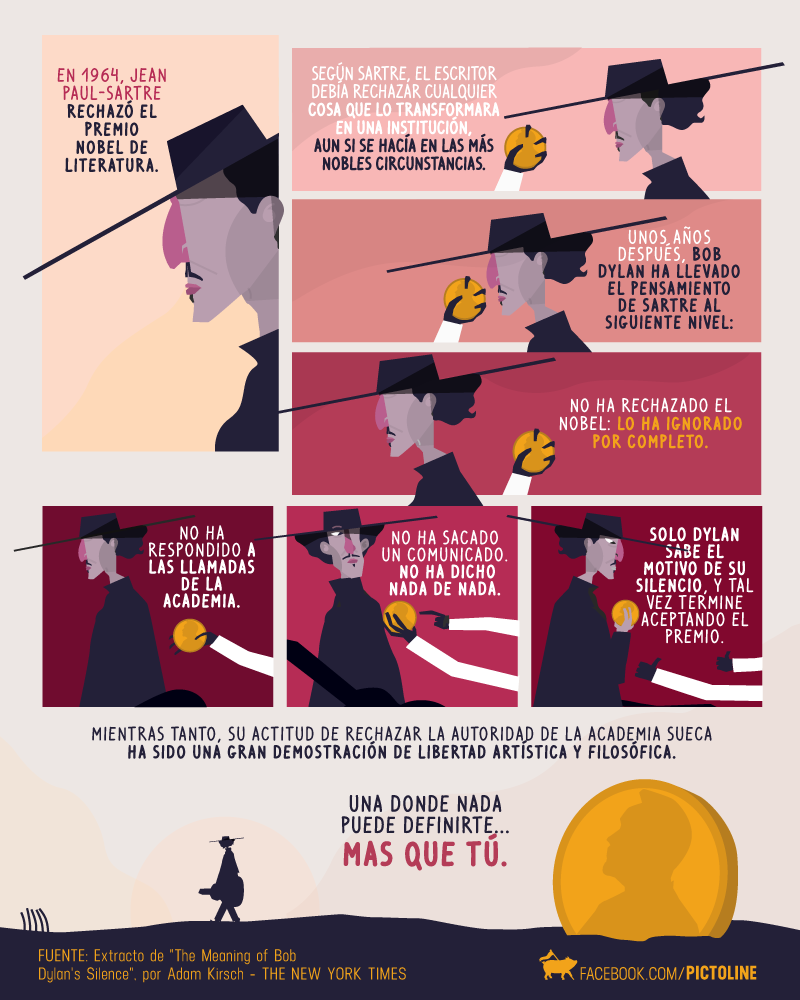 EN 1964, JEAN
PAUL-SARTRE
RECHAZÓ EL
PREMIO
NOBEL DE
LITERATURA.
SEGÚN SARTRE, EL ESCRITOR
DEBÍA RECHAZAR CUALQUIER
COSA QUE LO TRANSFORMARA
EN UNA INSTITUCIÓN,
AUN SI SE HACÍA EN LAS MÁS
NOBLES CIRCUNSTANCIAS.
UNOS AÑOS
DESPUÉS, BOB
DYLAN HA LLEVADO
EL PENSAMIENTO
DE SARTRE AL
SIGUIENTE NIVEL:
NO HA RECHAZADO EL
NOBEL: LO HA IGNORADO
POR COMPLETO.
NO HA
RESPONDIDO A
LAS LLAMADAS
DE LA
ACADEMIA.
NO HA SACADO
UN COMUNICADO.
NO HA DICHO
NADA DE NADA.
SOLO DYLAN
SABE EL
MOTIVO DE SU
SILENCIO, Y TAL
VEZ TERMINE
ACEPTANDO EL
PREMIO.
MIENTRAS TANTO, SU ACTITUD DE RECHAZAR LA AUTORIDAD DE LA ACADEMIA SUECA
HA SIDO UNA GRAN DEMOSTRACIÓN DE LIBERTAD ARTÍSTICA Y FILOSÓFICA.
UNA DONDE NADA
PUEDE DEFINIRTE...
MAS QUE TÚ.
FUENTE: Extracto de "The Meaning of Bob
Dylan's Silence", por Adam Kirsch - THE NEW YORK TIMES
FACEBOOK.COM/PICTOLINE